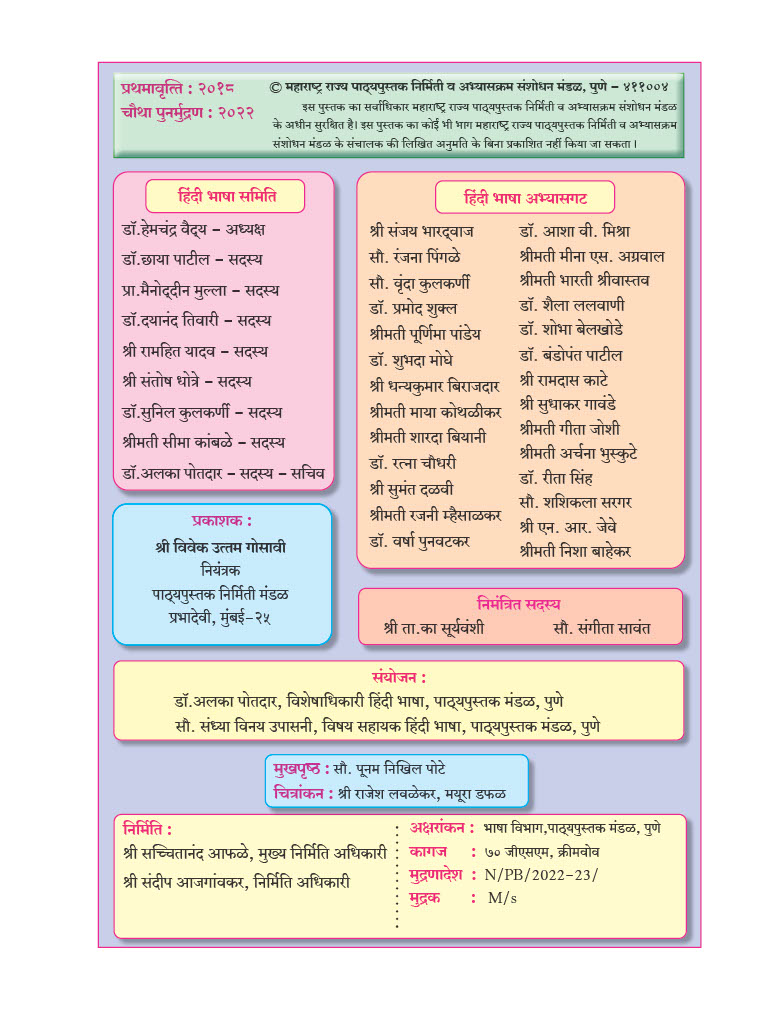 प्रथमावृत्ति : २०१८
चौथा पुनर्मुद्रण : २०२२
© महाराष्ट्र राज्य पाठ्यपुस्तक निर्मिती व अभ्यासक्रम संशोधन मंडळ, पुणे – ४११००४
इस पुस्तक का सर्वाधिकार महाराष्ट्र राज्य पाठ्यपुस्तक निर्मिती व अभ्यासक्रम संशोधन मंडळ
के अधीन सुरक्षित है। इस पुस्तक का कोई भी भाग महाराष्ट्र राज्य पाठ्यपुस्तक निर्मिती व अभ्यासक्रम
संशोधन मंडळ के संचालक की लिखित अनुमति के बिना प्रकाशित नहीं किया जा सकता ।
हिंदी भाषा समिति
डॉ.हेमचंद्र वैद्य – अध्यक्ष
डॉ.छाया पाटील – सदस्य
प्रा.मैनोद्दीन मुल्ला – सदस्य
डॉ.दयानंद तिवारी – सदस्य
श्री रामहित यादव – सदस्य
श्री संतोष धोत्रे – सदस्य
डॉ.सुनिल कुलकर्णी – सदस्य
श्रीमती सीमा कांबळे – सदस्य
डॉ.अलका पोतदार – सदस्य – सचिव
प्रकाशक :
श्री विवेक उत्तम गोसावी
नियंत्रक
पाठ्यपुस्तक निर्मिती मंडळ
प्रभादेवी, मुंबई–२५
हिंदी भाषा अभ्यासगट
श्री संजय भारद्वाज
सौ. रंजना पिंगळे
सौ. वृंदा कुलकर्णी
डॉ. प्रमोद शुक्ल
श्रीमती पूर्णिमा पांडेय
डॉ. शुभदा मोघे
श्री धन्यकुमार बिराजदार
श्रीमती माया कोथळीकर
श्रीमती शारदा बियानी
डॉ. रत्ना चौधरी
श्री सुमंत दळवी
श्रीमती रजनी म्हैसाळकर
डॉ. वर्षा पुनवटकर
डॉ. आशा वी. मिश्रा
श्रीमती मीना एस. अग्रवाल
श्रीमती भारती श्रीवास्तव
डॉ. शैला ललवाणी
डॉ. शोभा बेलखोडे
डॉ. बंडोपंत पाटील
श्री रामदास काटे
श्री सुधाकर गावंडे
श्रीमती गीता जोशी
श्रीमती अर्चना भुस्कुटे
डॉ. रीता सिंह
सौ. शशिकला सरगर
श्री एन. आर. जेवे
श्रीमती निशा बाहेकर
निमंत्रित सदस्य
श्री ता.का सूर्यवंशी सौ. संगीता सावंत
संयोजन :
डॉ.अलका पोतदार, विशेषाधिकारी हिंदी भाषा, पाठ्यपुस्तक मंडळ, पुणे
सौ. संध्या विनय उपासनी, विषय सहायक हिंदी भाषा, पाठ्यपुस्तक मंडळ, पुणे
मुखपृष्ठ : सौ. पूनम निखिल पोटे
चित्रांकन : श्री राजेश लवळेकर, मयूरा डफळ
निर्मिति :
श्री सच्चितानंद आफळे, मुख्य निर्मिति अधिकारी
श्री संदीप आजगांवकर, निर्मिति अधिकारी
अक्षरांकन : भाषा विभाग,पाठ्यपुस्तक मंडळ, पुणे
कागज : ७० जीएसएम, क्रीमवोव
मुद्रणादेश : N/PB/2022–23/
मुद्रक : M/s